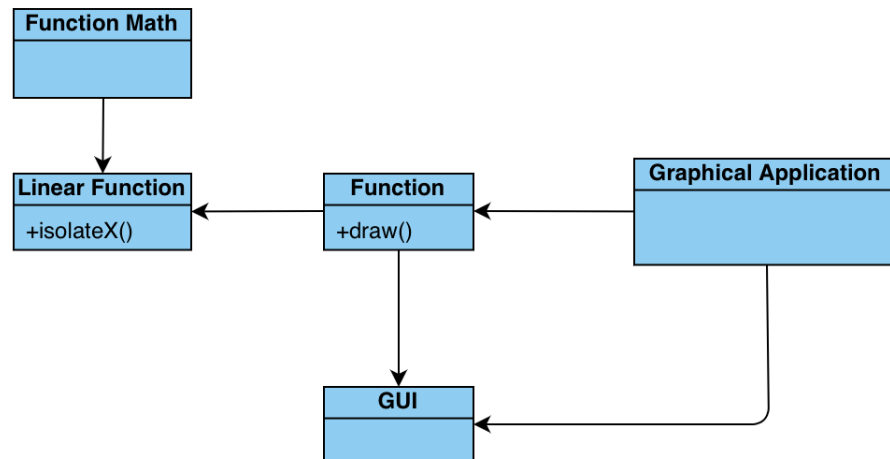 Function Math
Linear Function
+isolateX()
Function
+draw()
Graphical Application
GUI